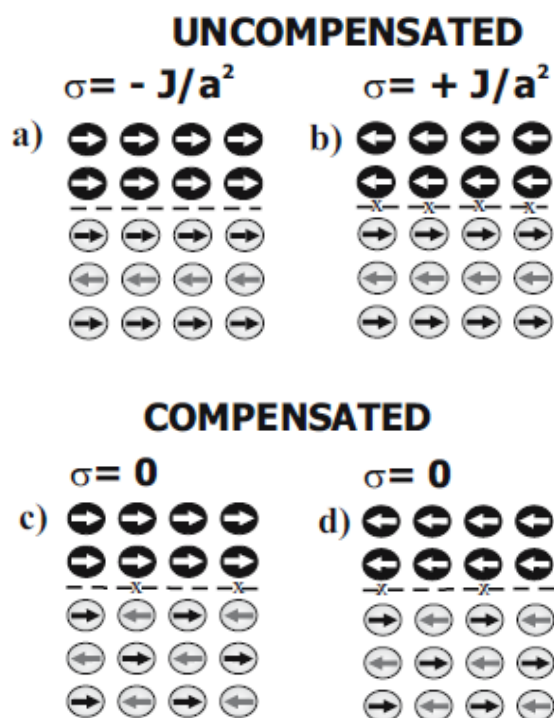 UNCOMPENSATED
σ= - J/a² σ= + J/a²
a) b)
x x x x
COMPENSATED
σ= 0 σ= 0
c) d)
x x x x